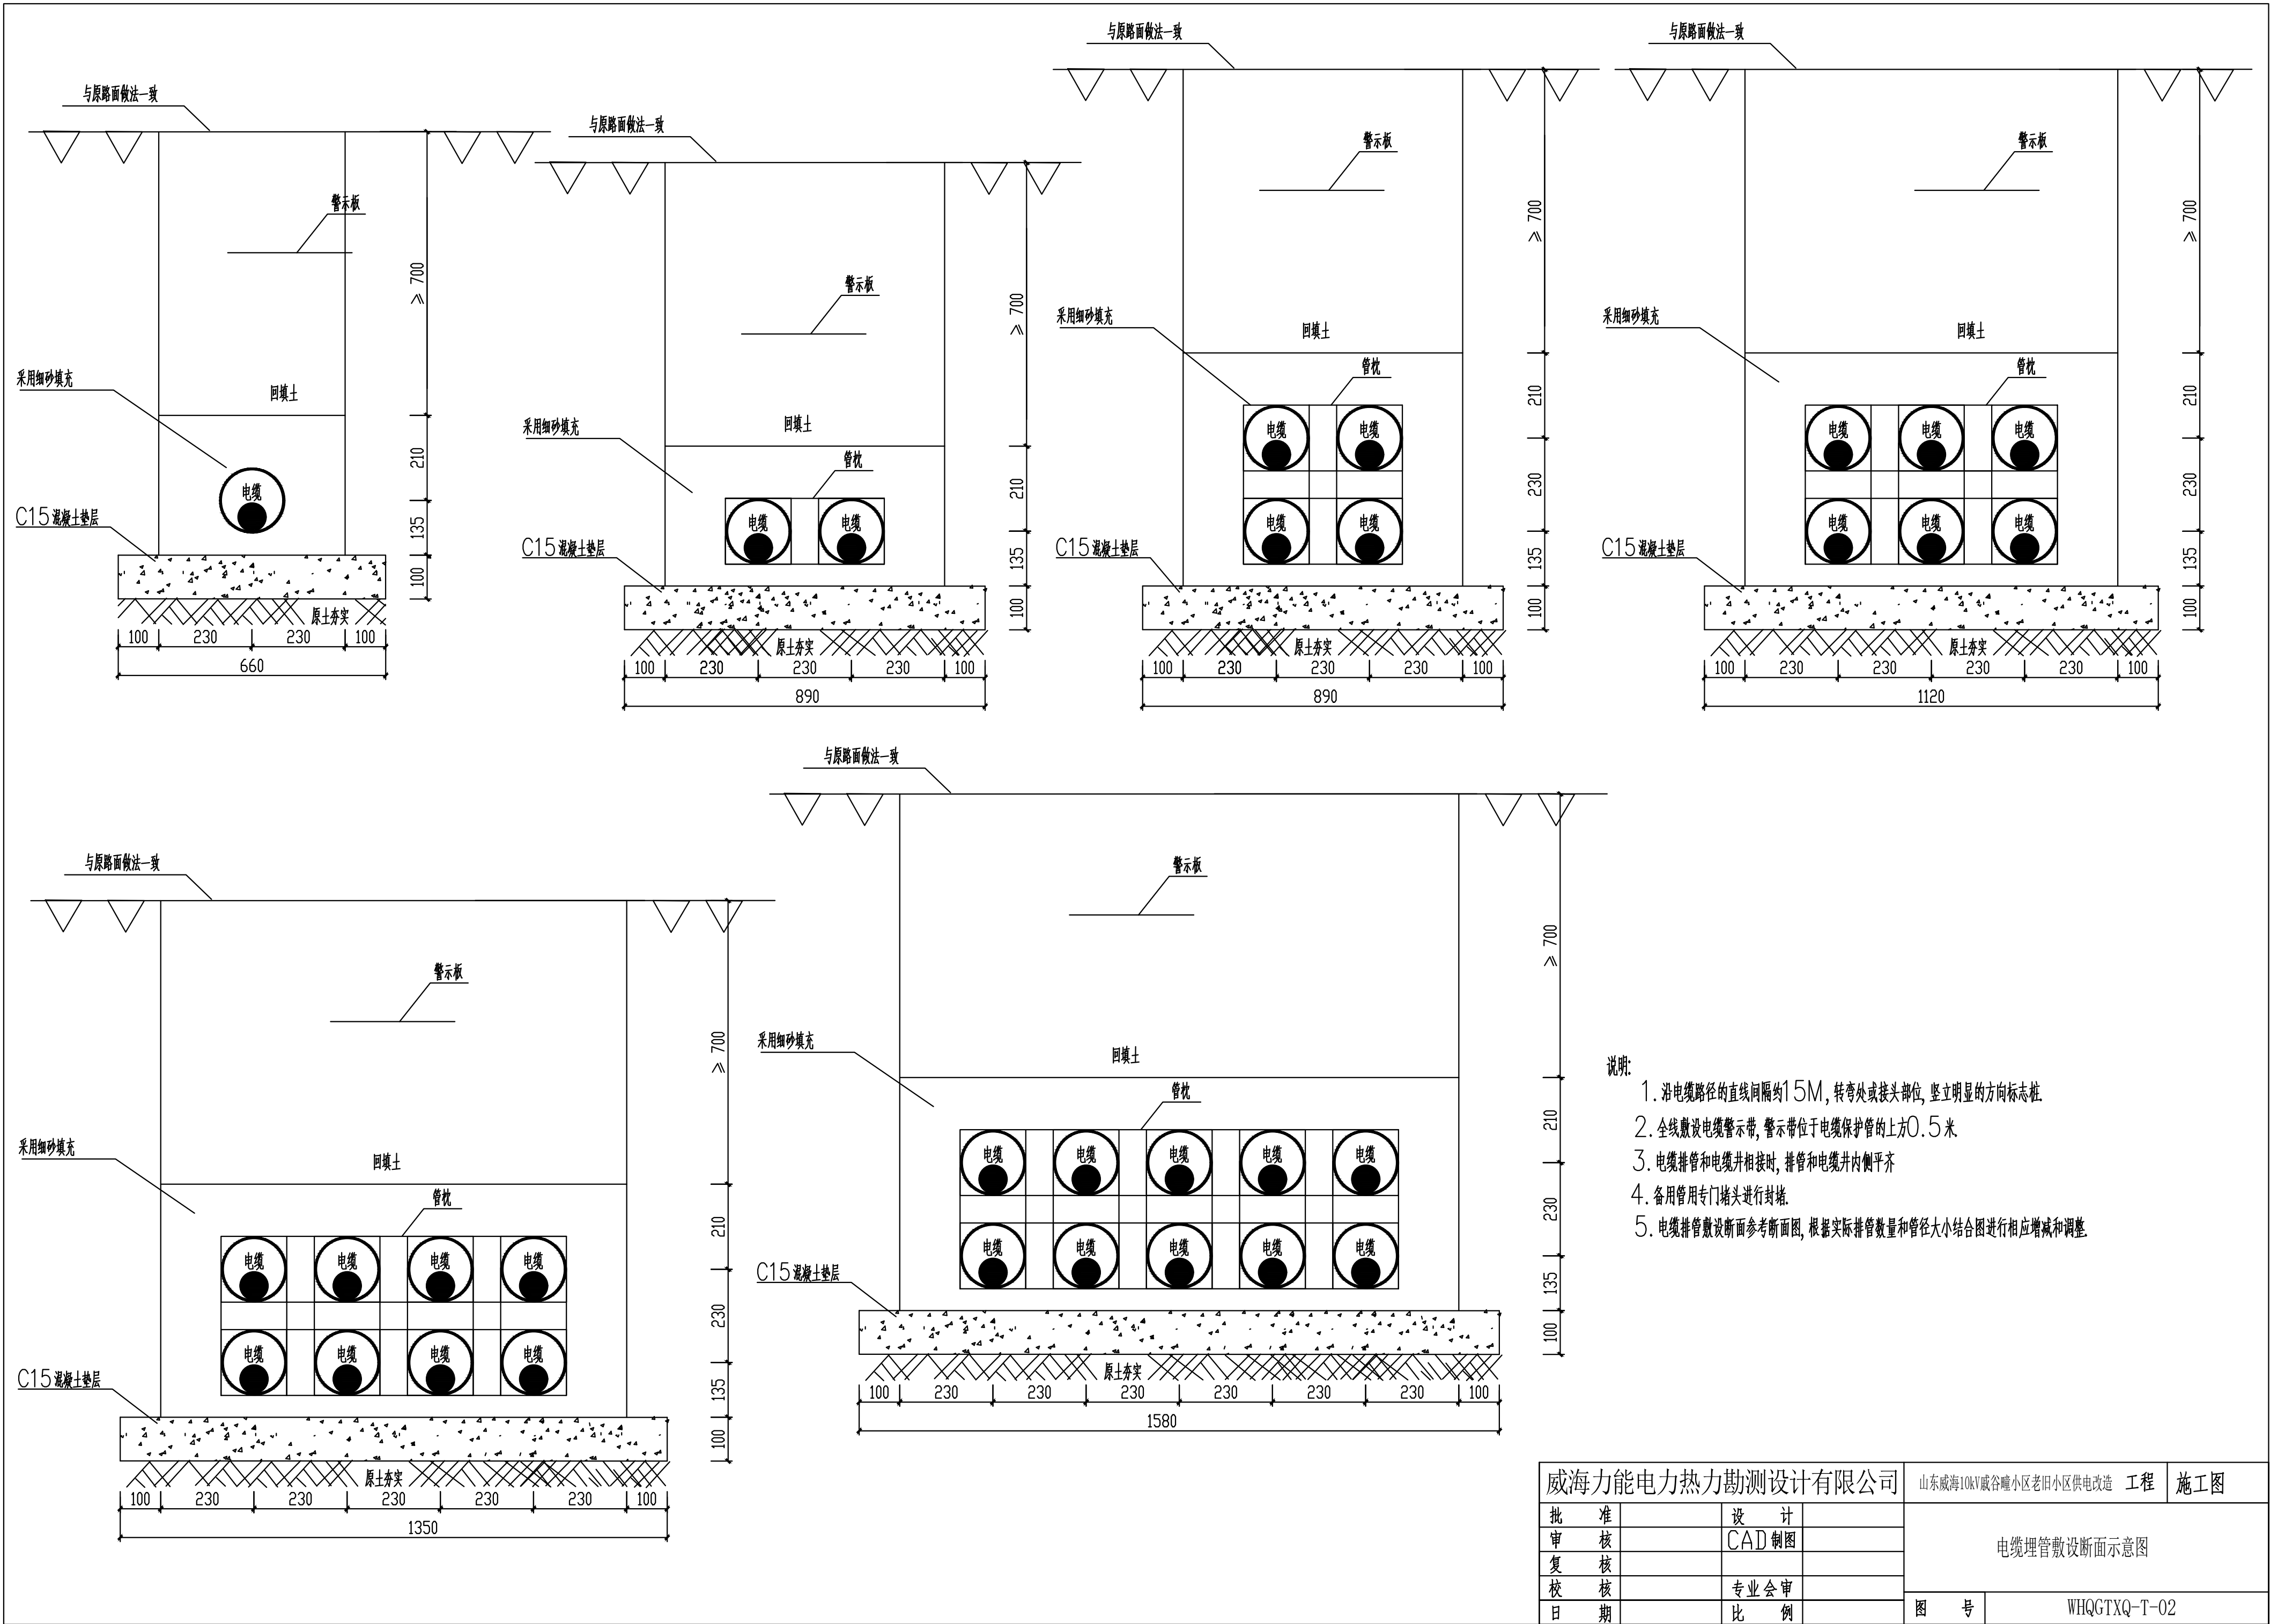 与原路面做法一致
警示板
≥ 700
采用细砂填充
回填土
210
电缆
C15混凝土垫层
135
100
原土夯实
100 230 230 100
660
与原路面做法一致
警示板
≥ 700
采用细砂填充
回填土
管枕
210
电缆 电缆
C15混凝土垫层
135
100
原土夯实
100 230 230 230 100
890
与原路面做法一致
警示板
≥ 700
采用细砂填充
回填土
管枕
210
电缆 电缆
230
电缆 电缆
C15混凝土垫层
135
100
原土夯实
100 230 230 230 100
890
与原路面做法一致
警示板
≥ 700
采用细砂填充
回填土
管枕
210
电缆 电缆 电缆
230
电缆 电缆 电缆
C15混凝土垫层
135
100
原土夯实
100 230 230 230 230 100
1120
与原路面做法一致
警示板
≥ 700
采用细砂填充
回填土
管枕
210
电缆 电缆 电缆 电缆
230
电缆 电缆 电缆 电缆
C15混凝土垫层
135
100
原土夯实
100 230 230 230 230 230 100
1350
与原路面做法一致
警示板
≥ 700
采用细砂填充
回填土
管枕
210
电缆 电缆 电缆 电缆 电缆
230
电缆 电缆 电缆 电缆 电缆
C15混凝土垫层
135
100
原土夯实
100 230 230 230 230 230 230 100
1580
说明:
1.沿电缆路径的直线间隔约15M,转弯处或接头部位,竖立明显的方向标志桩.
2.全线敷设电缆警示带,警示带位于电缆保护管的上方0.5米.
3.电缆排管和电缆井相接时,排管和电缆井内侧平齐
4.备用管用专门堵头进行封堵.
5.电缆排管敷设断面参考断面图,根据实际排管数量和管径大小结合图进行相应增减和调整.
威海力能电力热力勘测设计有限公司
山东威海10kV戚谷疃小区老旧小区供电改造 工程 施工图
批 准 设 计
审 核 CAD制图
复 核
校 核 专业会审
日 期 比 例
电缆埋管敷设断面示意图
图 号 WHQGTXQ-T-02